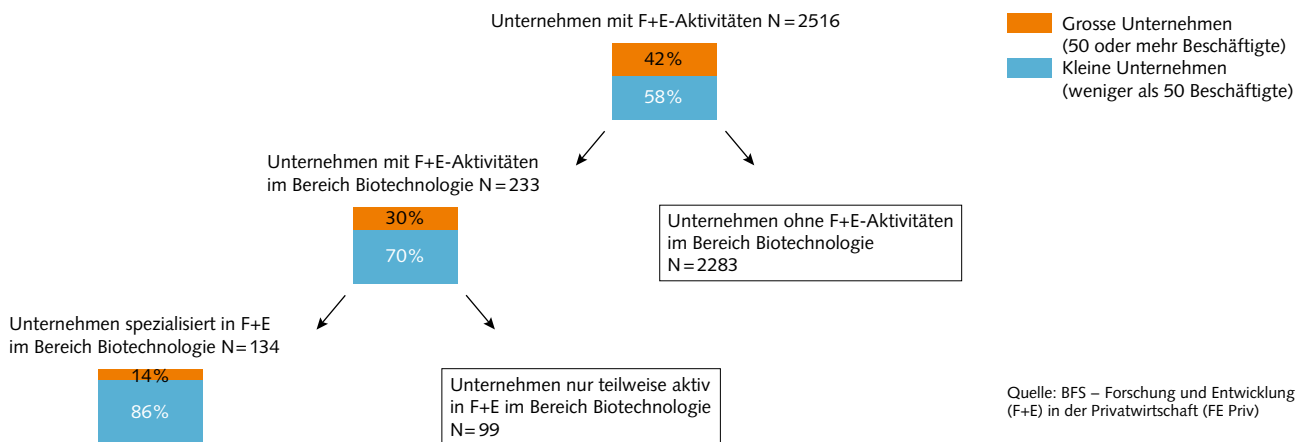 Unternehmen mit F+E-Aktivitäten N=2516
42%
58%
Grosse Unternehmen
(50 oder mehr Beschäftigte)
Kleine Unternehmen
(weniger als 50 Beschäftigte)
Unternehmen mit F+E-Aktivitäten
im Bereich Biotechnologie N=233
30%
70%
Unternehmen ohne F+E-Aktivitäten
im Bereich Biotechnologie
N=2283
Unternehmen spezialisiert in F+E
im Bereich Biotechnologie N=134
14%
86%
Unternehmen nur teilweise aktiv
in F+E im Bereich Biotechnologie
N=99
Quelle: BFS – Forschung und Entwicklung
(F+E) in der Privatwirtschaft (FE Priv)